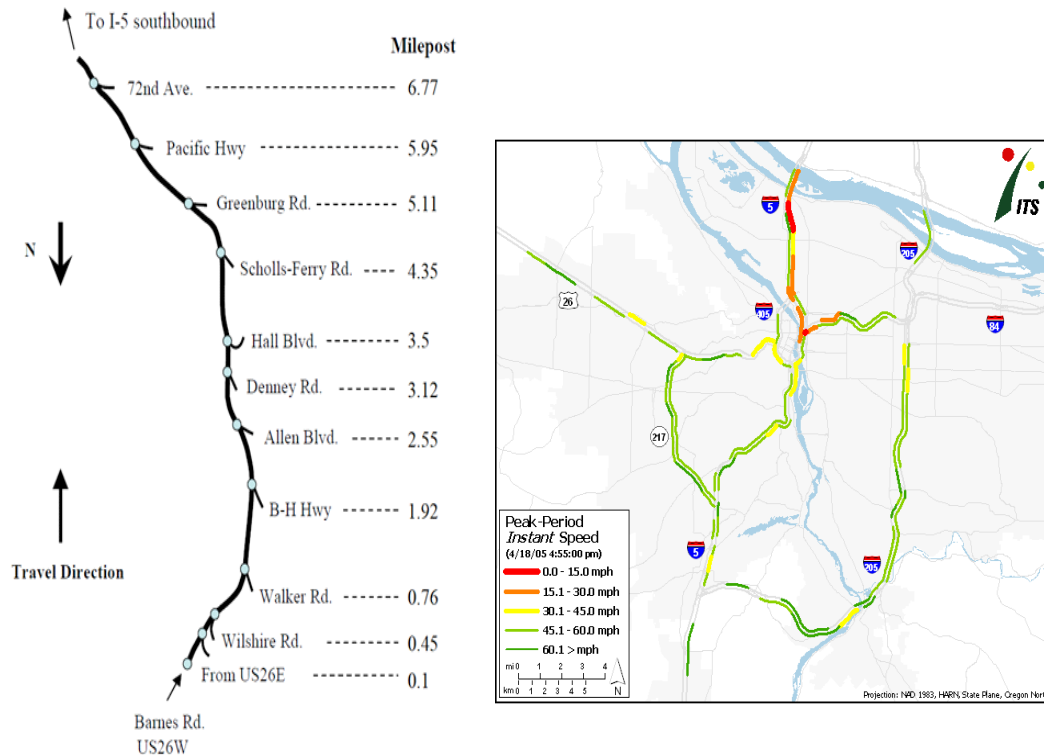 To I-5 southbound
Milepost
72nd Ave. 6.77
Pacific Hwy 5.95
Greenburg Rd. 5.11
N
Scholls-Ferry Rd. 4.35
Hall Blvd. 3.5
Denney Rd. 3.12
Allen Blvd. 2.55
B-H Hwy 1.92
Travel Direction
Walker Rd. 0.76
Wilshire Rd. 0.45
From US26E 0.1
Barnes Rd.
US26W
ITS
5
205
26
405
84
217
5
205
Peak-Period
Instant Speed
(4/18/05 4:55:00 pm)
0.0 - 15.0 mph
15.1 - 30.0 mph
30.1 - 45.0 mph
45.1 - 60.0 mph
60.1 > mph
mi 0 1 2 3 4
km 0 1 2 3 4 5 6
N
Projection: NAD 1983, HARN, State Plane, Oregon Nort